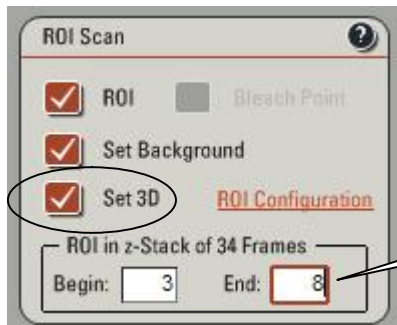 ROI Scan ?
ROI Bleach Point
Set Background
Set 3D ROI Configuration
ROI in z-Stack of 34 Frames
Begin: 3 End: 8